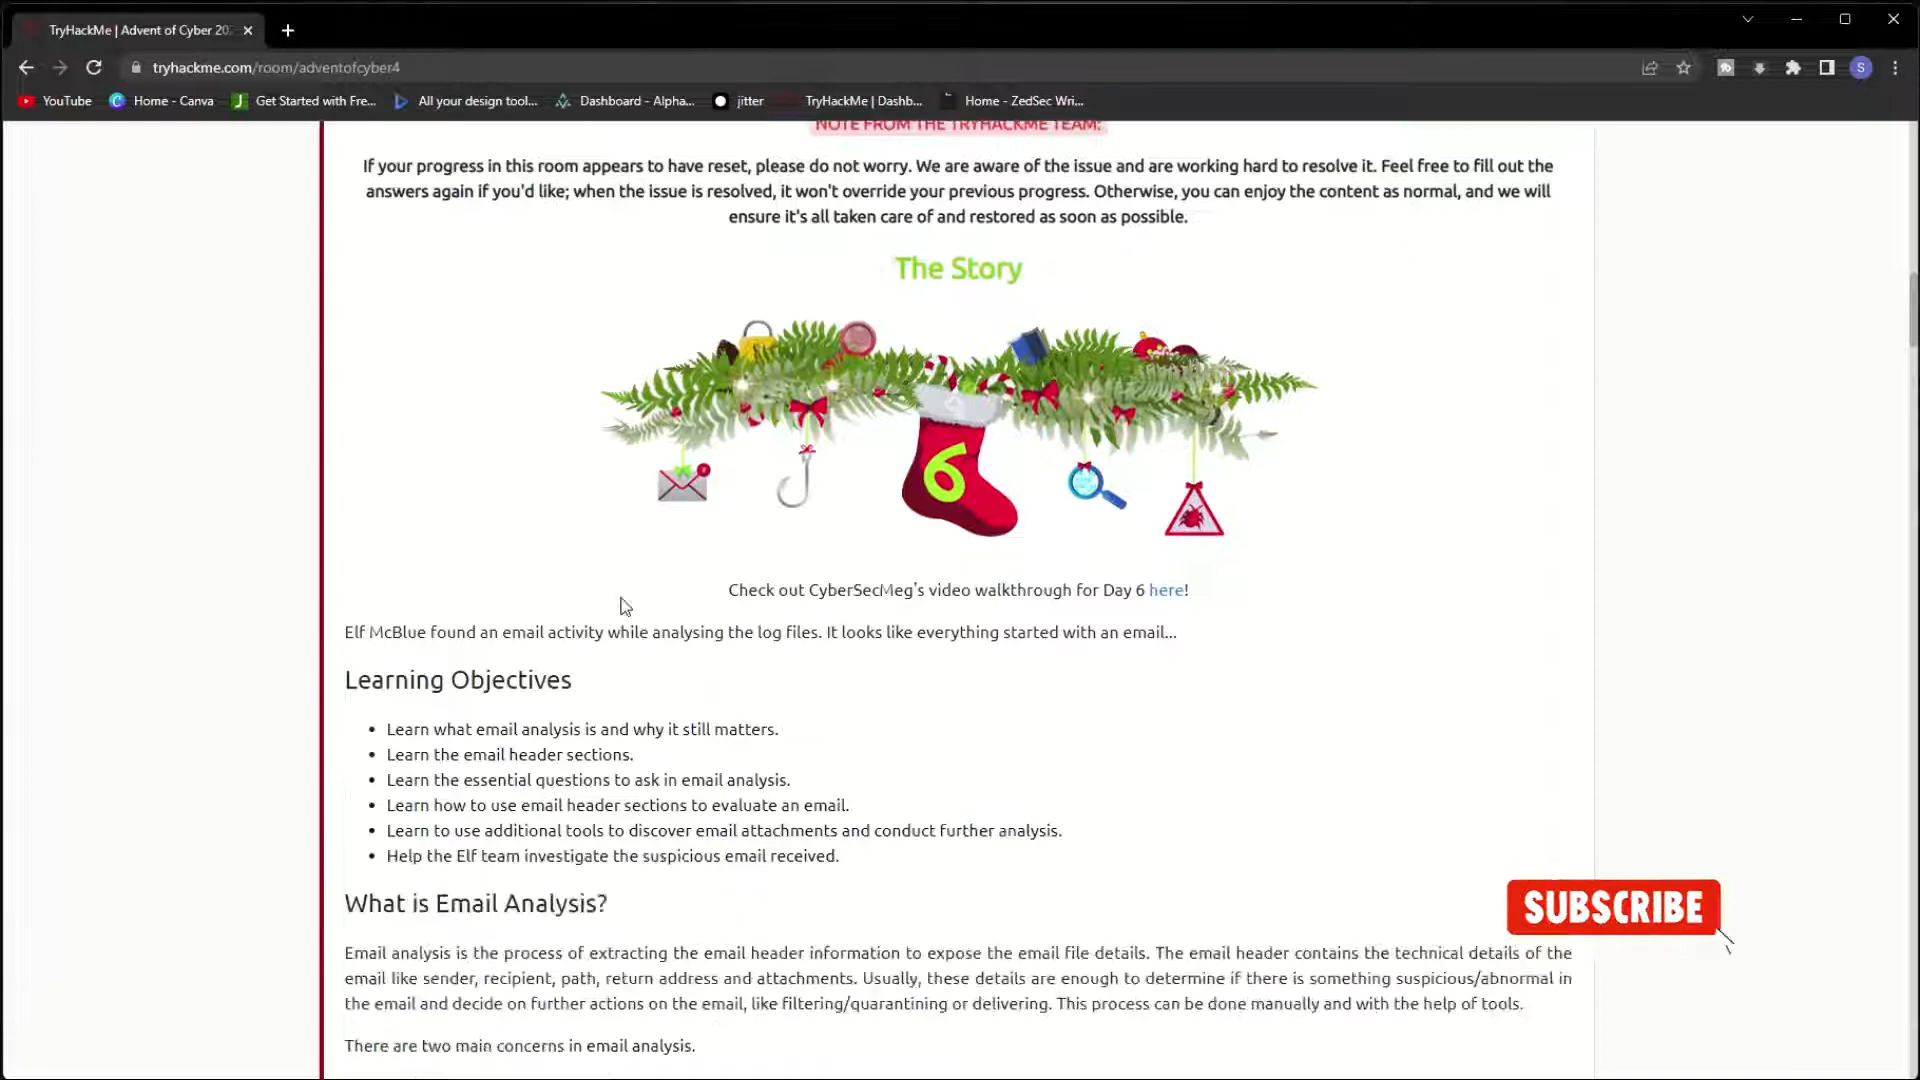 TryHackMe | Advent of Cyber 20
tryhackme.com/room/adventofcyber4
S
YouTube
Home - Canva
Get Started with Fre...
All your design tool...
Dashboard - Alpha...
jitter
TryHackMe | Dashb...
Home - ZedSec Wri...
NOTE FROM THE TRYHACKME TEAM:
If your progress in this room appears to have reset, please do not worry. We are aware of the issue and are working hard to resolve it. Feel free to fill out the
answers again if you'd like; when the issue is resolved, it won't override your previous progress. Otherwise, you can enjoy the content as normal, and we will
ensure it's all taken care of and restored as soon as possible.
The Story
6
Check out CyberSecMeg's video walkthrough for Day 6 here!
Elf McBlue found an email activity while analysing the log files. It looks like everything started with an email...
Learning Objectives
• Learn what email analysis is and why it still matters.
• Learn the email header sections.
• Learn the essential questions to ask in email analysis.
• Learn how to use email header sections to evaluate an email.
• Learn to use additional tools to discover email attachments and conduct further analysis.
• Help the Elf team investigate the suspicious email received.
What is Email Analysis?
SUBSCRIBE
Email analysis is the process of extracting the email header information to expose the email file details. The email header contains the technical details of the
email like sender, recipient, path, return address and attachments. Usually, these details are enough to determine if there is something suspicious/abnormal in
the email and decide on further actions on the email, like filtering/quarantining or delivering. This process can be done manually and with the help of tools.
There are two main concerns in email analysis.